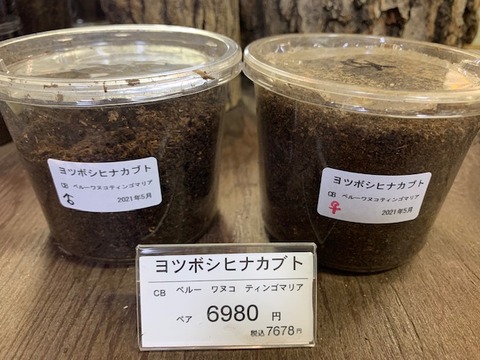 ヨツボシヒナカブト
CB ペルーワヌコティンゴマリア
♂
2021年5月
ヨツボシヒナカブト
CB ペルーワヌコティンゴマリア
♀
2021年5月
ヨツボシヒナカブト
CB ペルー ワヌコ ティンゴマリア
ペア 6980 円
税込7678円